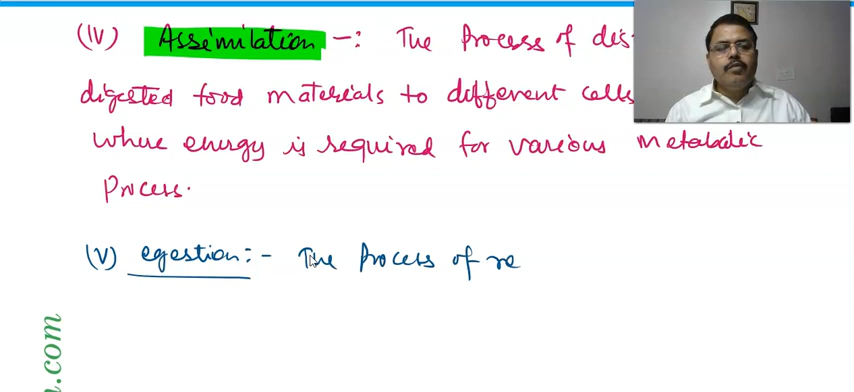 (IV) Assimilation -: The Process of dis
digested food materials to different cells
where energy is required for various metabolic
Process.
(V) egestion:- The Process of re
.com